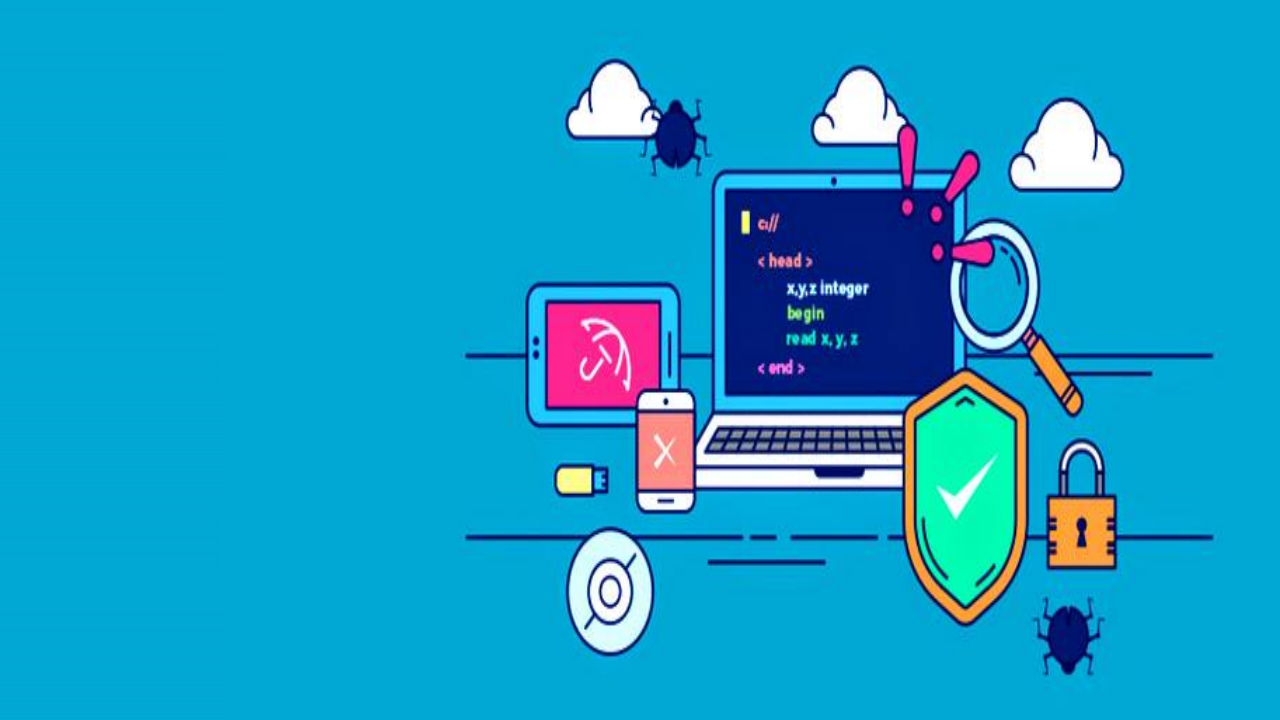 c://
< head >
x,y,z integer
begin
read x, y, z
< end >